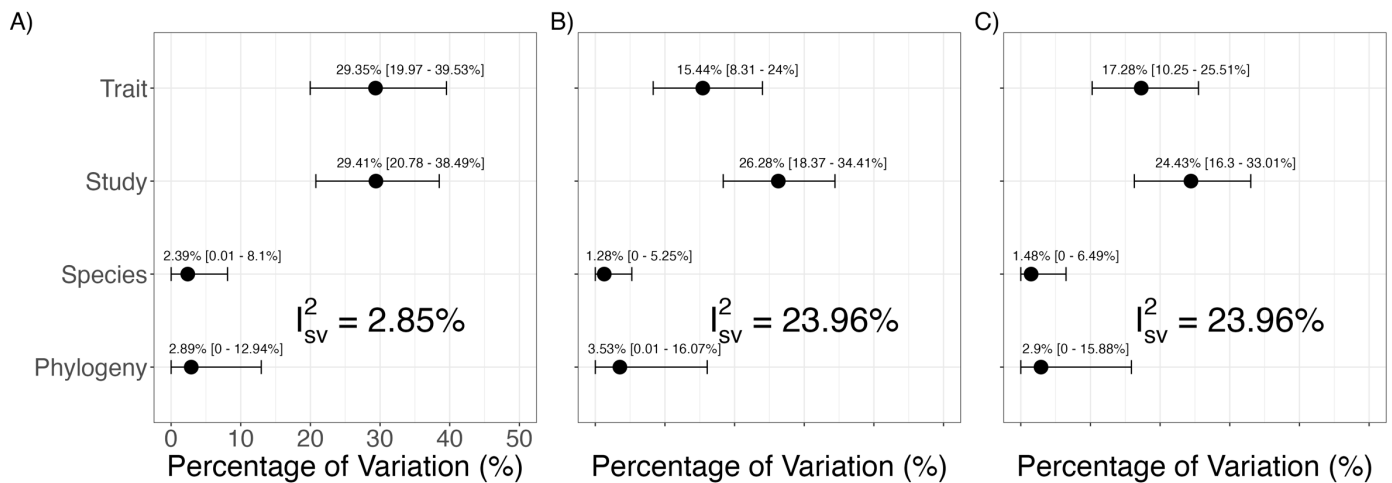 A)
B)
C)
Trait
29.35% [19.97 - 39.53%]
15.44% [8.31 - 24%]
17.28% [10.25 - 25.51%]
Study
29.41% [20.78 - 38.49%]
26.28% [18.37 - 34.41%]
24.43% [16.3 - 33.01%]
Species
2.39% [0.01 - 8.1%]
1.28% [0 - 5.25%]
1.48% [0 - 6.49%]
I²sv = 2.85%
I²sv = 23.96%
I²sv = 23.96%
Phylogeny
2.89% [0 - 12.94%]
3.53% [0.01 - 16.07%]
2.9% [0 - 15.88%]
0 10 20 30 40 50
Percentage of Variation (%)
Percentage of Variation (%)
Percentage of Variation (%)